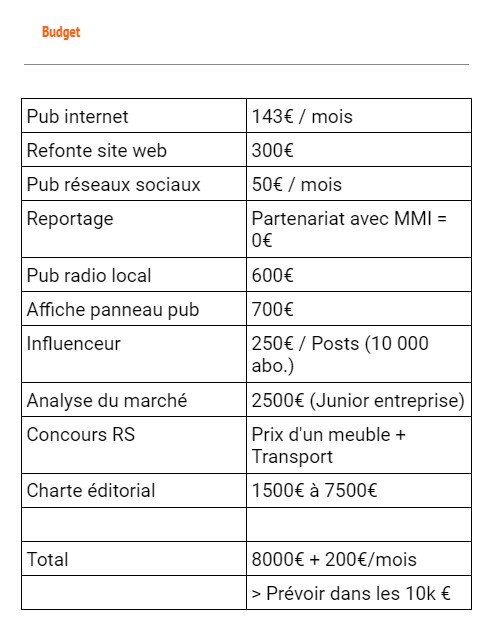 Budget
Pub internet 143€ / mois
Refonte site web 300€
Pub réseaux sociaux 50€ / mois
Reportage Partenariat avec MMI =
0€
Pub radio local 600€
Affiche panneau pub 700€
Influenceur 250€ / Posts (10 000
abo.)
Analyse du marché 2500€ (Junior entreprise)
Concours RS Prix d'un meuble +
Transport
Charte éditorial 1500€ à 7500€
Total 8000€ + 200€/mois
> Prévoir dans les 10k €